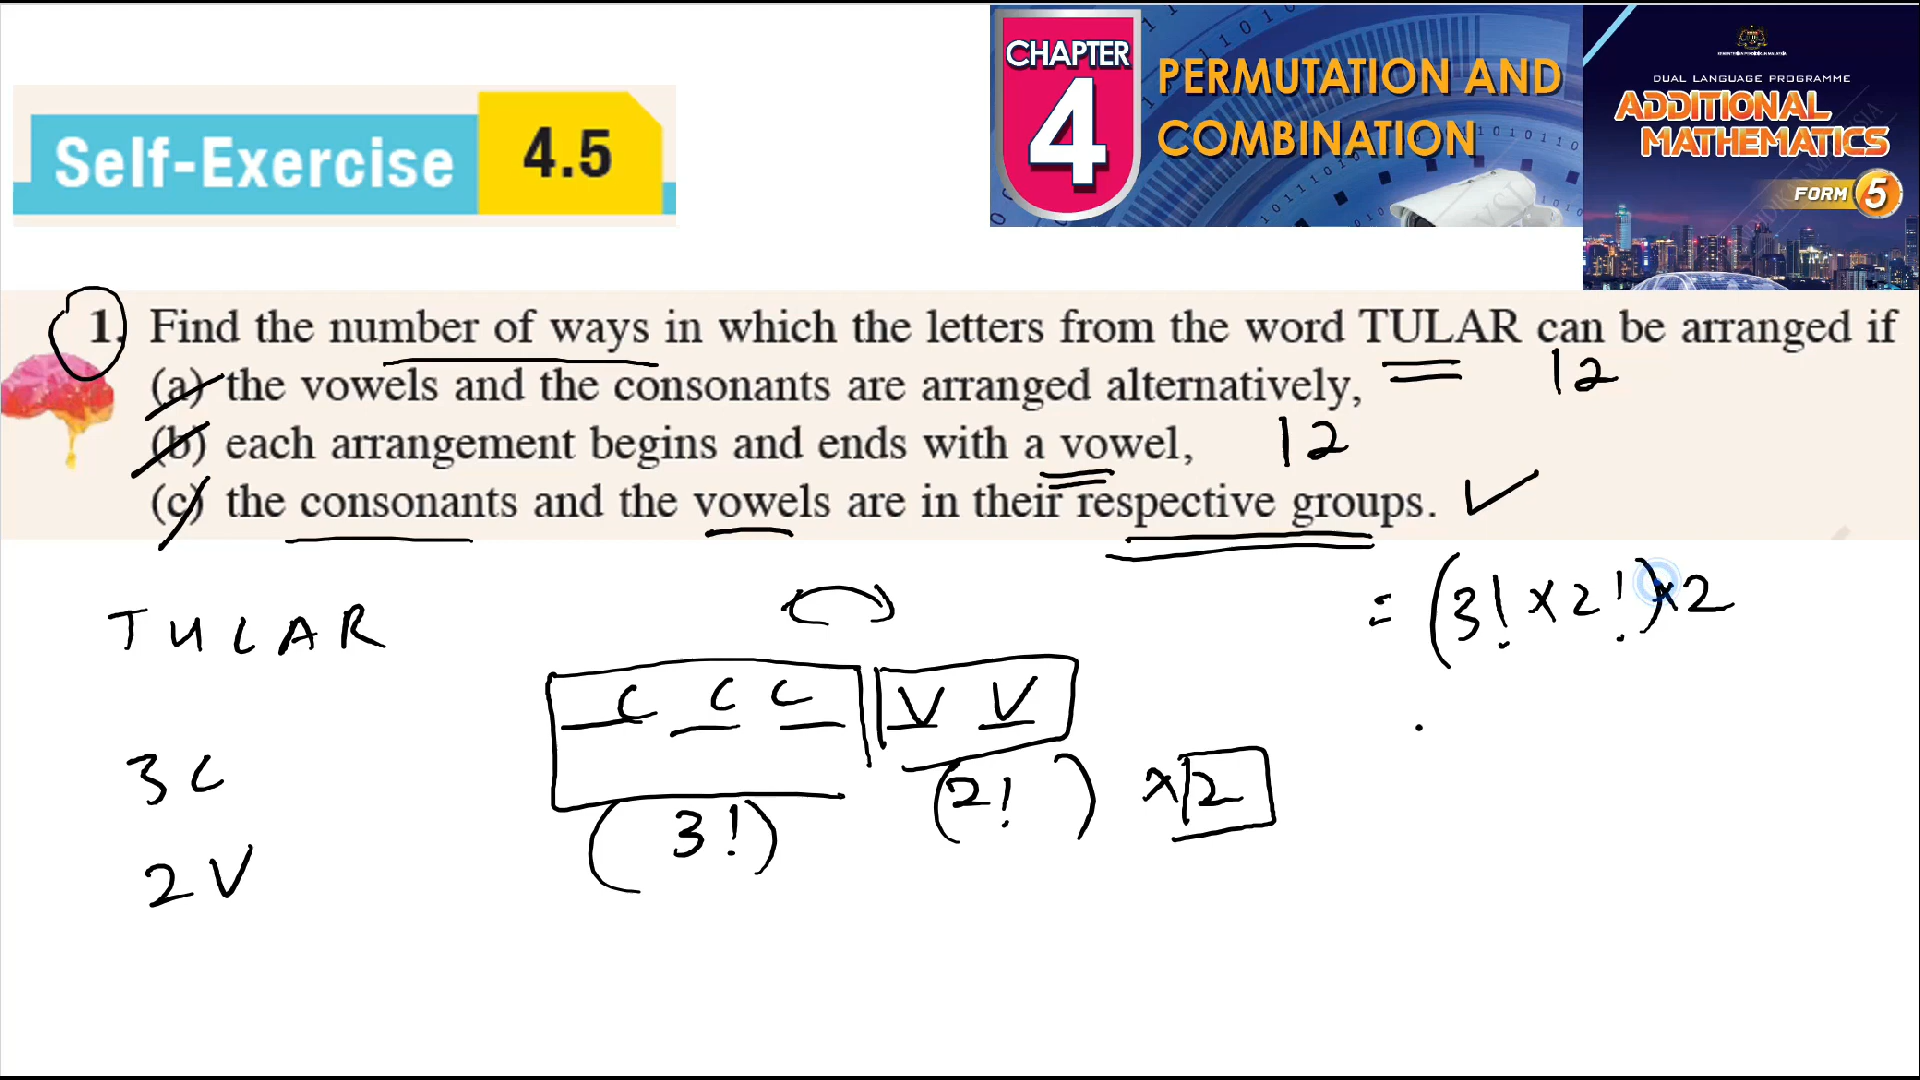 CHAPTER
4
PERMUTATION AND
COMBINATION
DUAL LANGUAGE PROGRAMME
ADDITIONAL
MATHEMATICS
FORM 5
Self-Exercise 4.5
1. Find the number of ways in which the letters from the word TULAR can be arranged if
(a) the vowels and the consonants are arranged alternatively, 12
(b) each arrangement begins and ends with a vowel, 12
(c) the consonants and the vowels are in their respective groups. ✓
= (3! × 2!) × 2
TULAR
C C C V V
3C
(3!) (2!) × 2
2V